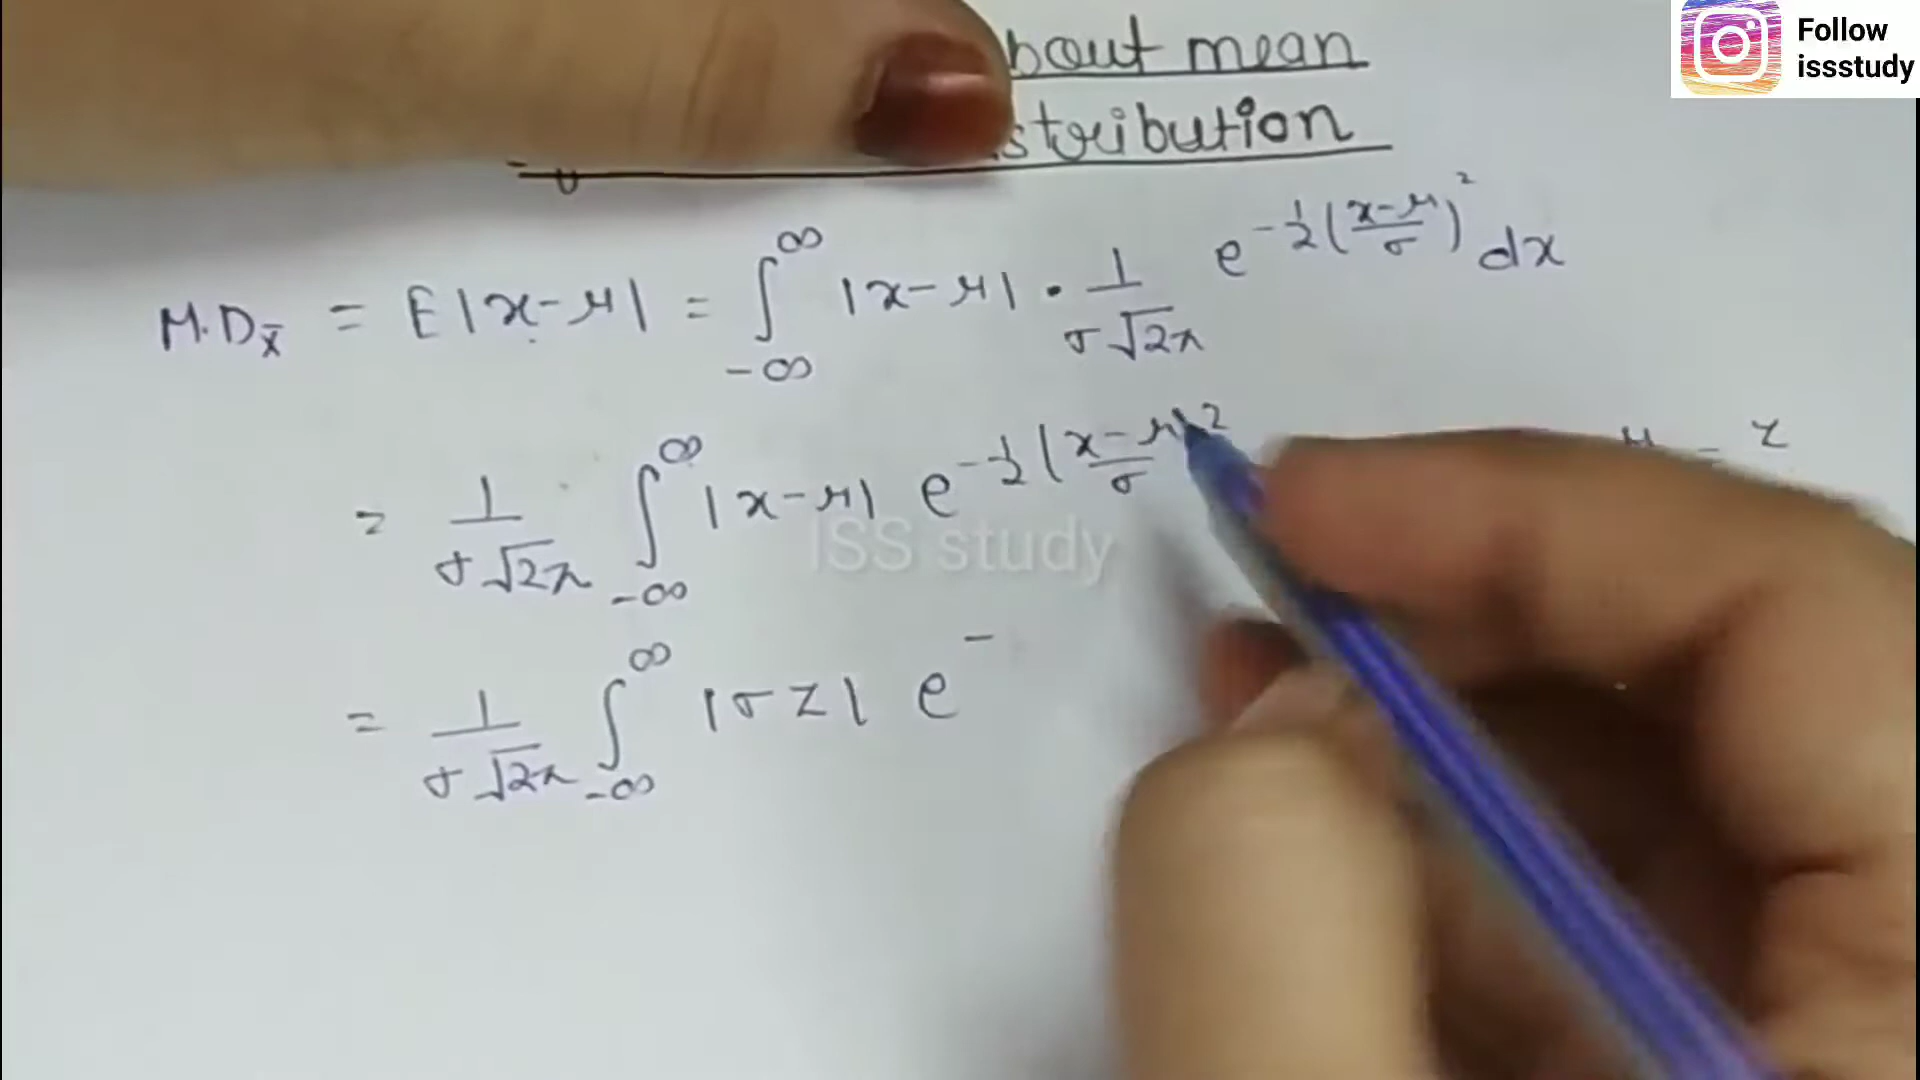 bout mean
Follow
issstudy
stribution
M.D_x̄ = E|x-μ| = ∫_{-∞}^{∞} |x-μ| · 1/(σ√2π) e^{-1/2((x-μ)/σ)^2} dx
= 1/(σ√2π) ∫_{-∞}^{∞} |x-μ| e^{-1/2((x-μ)/σ)^2}
= z
ISS study
= 1/(σ√2π) ∫_{-∞}^{∞} |σz| e^-